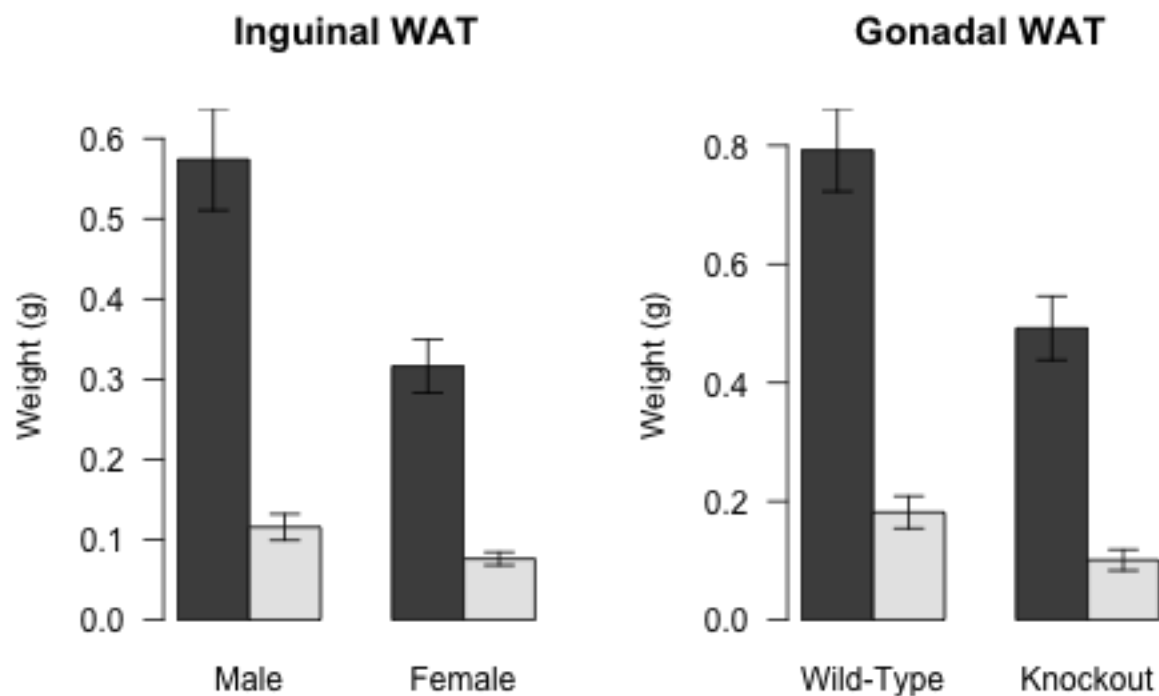 Inguinal WAT
Weight (g)
0.6
0.5
0.4
0.3
0.2
0.1
0.0
Male Female
Gonadal WAT
Weight (g)
0.8
0.6
0.4
0.2
0.0
Wild-Type Knockout